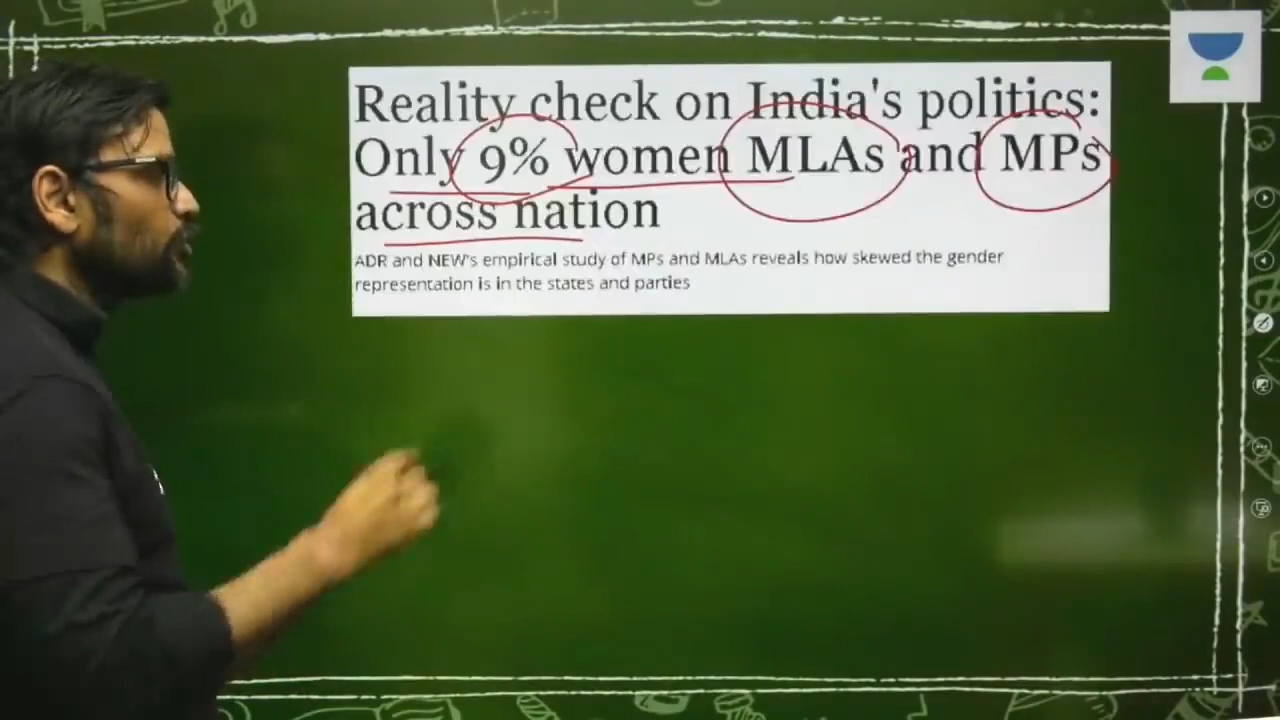 Reality check on India's politics:
Only 9% women MLAs and MPs
across nation
ADR and NEW's empirical study of MPs and MLAs reveals how skewed the gender
representation is in the states and parties